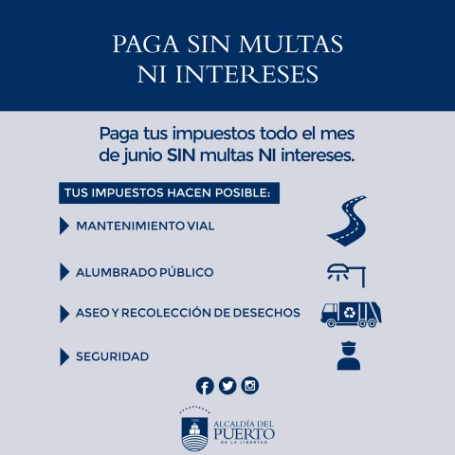 PAGA SIN MULTAS
NI INTERESES
Paga tus impuestos todo el mes
de junio SIN multas NI intereses.
TUS IMPUESTOS HACEN POSIBLE:
MANTENIMIENTO VIAL
ALUMBRADO PÚBLICO
ASEO Y RECOLECCIÓN DE DESECHOS
SEGURIDAD
ALCALDÍA DEL
PUERTO
DE LA LIBERTAD